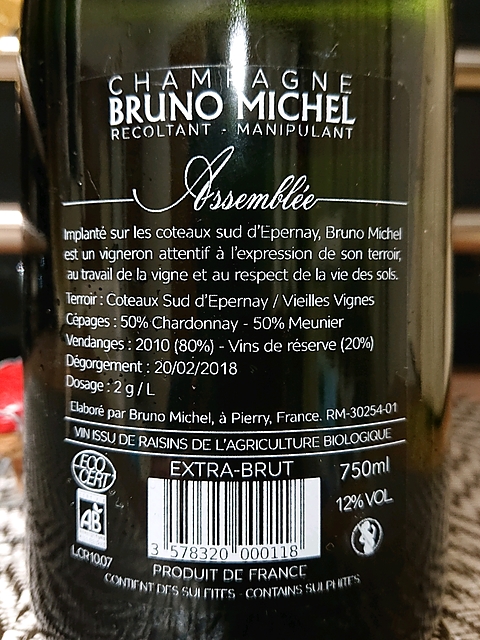 CHAMPAGNE
BRUNO MICHEL
RECOLTANT - MANIPULANT
Assemblée
Implanté sur les coteaux sud d'Epernay, Bruno Michel
est un vigneron attentif à l'expression de son terroir,
au travail de la vigne et au respect de la vie des sols.
Terroir : Coteaux Sud d'Epernay / Vieilles Vignes
Cépages : 50% Chardonnay - 50% Meunier
Vendanges : 2010 (80%) - Vins de réserve (20%)
Dégorgement : 20/02/2018
Dosage : 2 g / L
Elaboré par Bruno Michel, à Pierry, France. RM-30254-01
VIN ISSU DE RAISINS DE L'AGRICULTURE BIOLOGIQUE
ECO CERT
EXTRA-BRUT
750ml
AB
12% VOL
3 578320 000118
LCR1007
PRODUIT DE FRANCE
CONTIENT DES SULFITES - CONTAINS SULPHITES